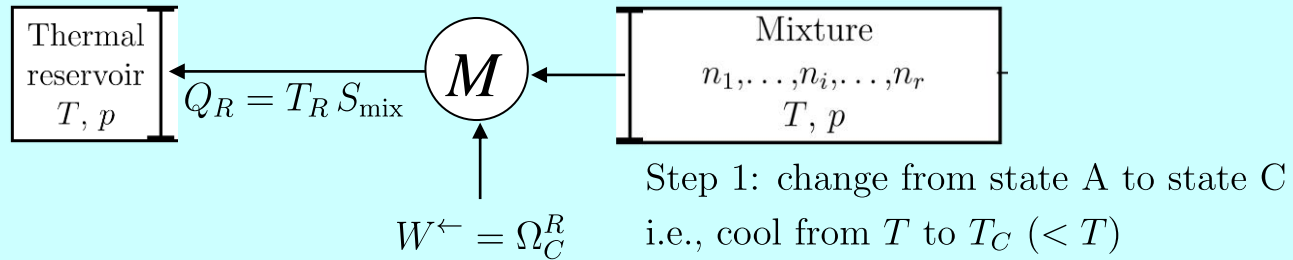 Thermal
reservoir
T, p
Q_R = T_R S_mix
M
Mixture
n_1,...,n_i,...,n_r
T, p
W^← = Ω_C^R
Step 1: change from state A to state C
i.e., cool from T to T_C (< T)